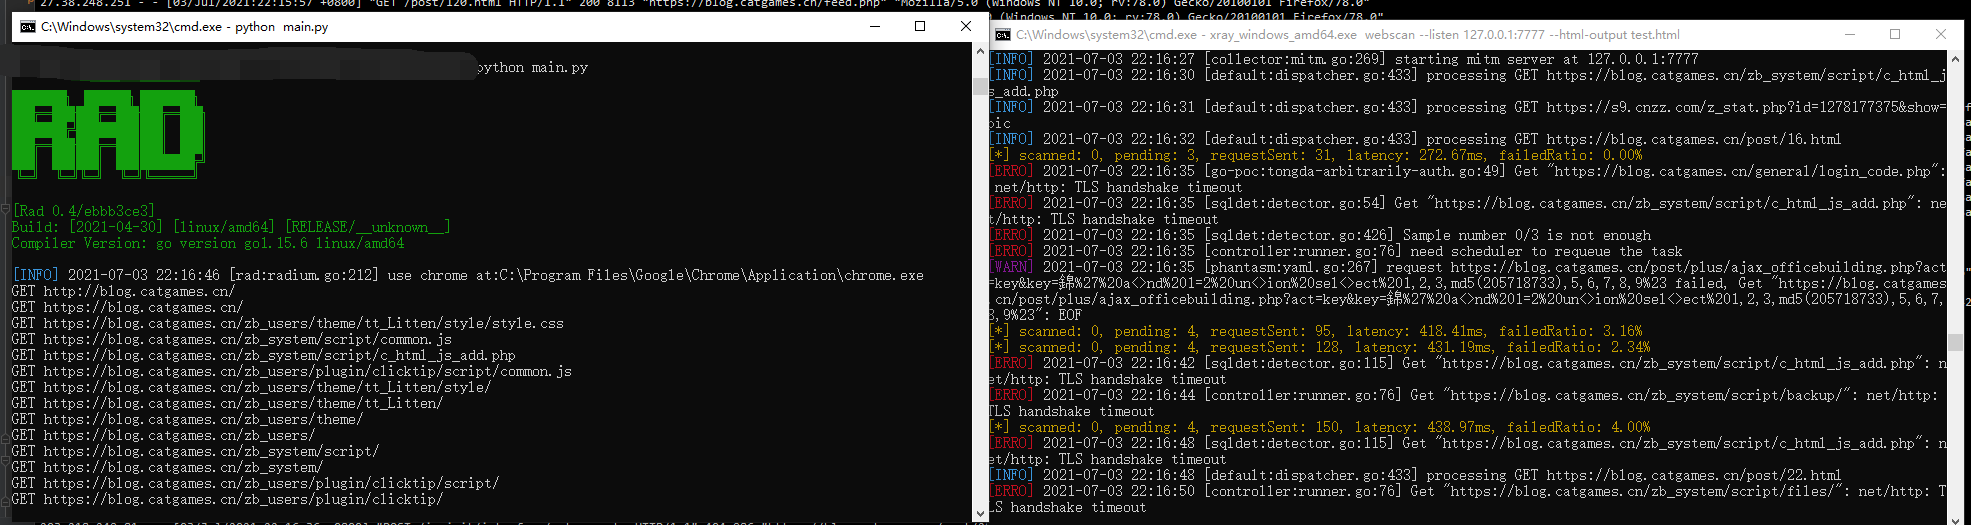 27.38.248.251 - - [03/Jul/2021:22:15:57 +0800] "GET /post/120.html HTTP/1.1" 200 8113 "https://blog.catgames.cn/feed.php" "Mozilla/5.0 (Windows NT 10.0; rv:78.0) Gecko/20100101 Firefox/78.0"
(Windows NT 10.0; rv:78.0) Gecko/20100101 Firefox/78.0"
C:\Windows\system32\cmd.exe - python main.py
python main.py
RAD
[Rad 0.4/ebbb3ce3]
Build: [2021-04-30] [linux/amd64] [RELEASE/__unknown__]
Compiler Version: go version go1.15.6 linux/amd64
[INFO] 2021-07-03 22:16:46 [rad:radium.go:212] use chrome at:C:\Program Files\Google\Chrome\Application\chrome.exe
GET http://blog.catgames.cn/
GET https://blog.catgames.cn/
GET https://blog.catgames.cn/zb_users/theme/tt_Litten/style/style.css
GET https://blog.catgames.cn/zb_system/script/common.js
GET https://blog.catgames.cn/zb_system/script/c_html_js_add.php
GET https://blog.catgames.cn/zb_users/plugin/clicktip/script/common.js
GET https://blog.catgames.cn/zb_users/theme/tt_Litten/style/
GET https://blog.catgames.cn/zb_users/theme/tt_Litten/
GET https://blog.catgames.cn/zb_users/theme/
GET https://blog.catgames.cn/zb_users/
GET https://blog.catgames.cn/zb_system/script/
GET https://blog.catgames.cn/zb_system/
GET https://blog.catgames.cn/zb_users/plugin/clicktip/script/
GET https://blog.catgames.cn/zb_users/plugin/clicktip/
C:\Windows\system32\cmd.exe - xray_windows_amd64.exe webscan --listen 127.0.0.1:7777 --html-output test.html
[INFO] 2021-07-03 22:16:27 [collector:mitm.go:269] starting mitm server at 127.0.0.1:7777
[INFO] 2021-07-03 22:16:30 [default:dispatcher.go:433] processing GET https://blog.catgames.cn/zb_system/script/c_html_j
s_add.php
[INFO] 2021-07-03 22:16:31 [default:dispatcher.go:433] processing GET https://s9.cnzz.com/z_stat.php?id=1278177375&show=
pic
[INFO] 2021-07-03 22:16:32 [default:dispatcher.go:433] processing GET https://blog.catgames.cn/post/16.html
[*] scanned: 0, pending: 3, requestSent: 31, latency: 272.67ms, failedRatio: 0.00%
[ERRO] 2021-07-03 22:16:35 [go-poc:tongda-arbitrarily-auth.go:49] Get "https://blog.catgames.cn/general/login_code.php":
net/http: TLS handshake timeout
[ERRO] 2021-07-03 22:16:35 [sqldet:detector.go:54] Get "https://blog.catgames.cn/zb_system/script/c_html_js_add.php": ne
t/http: TLS handshake timeout
[ERRO] 2021-07-03 22:16:35 [sqldet:detector.go:426] Sample number 0/3 is not enough
[ERRO] 2021-07-03 22:16:35 [controller:runner.go:76] need scheduler to requeue the task
[WARN] 2021-07-03 22:16:35 [phantasm:yaml.go:267] request https://blog.catgames.cn/post/plus/ajax_officebuilding.php?act
=key&key=錦%27%20a<>nd%201=2%20un<>ion%20sel<>ect%201,2,3,md5(205718733),5,6,7,8,9%23 failed, Get "https://blog.catgames
.cn/post/plus/ajax_officebuilding.php?act=key&key=錦%27%20a<>nd%201=2%20un<>ion%20sel<>ect%201,2,3,md5(205718733),5,6,7,
8,9%23": EOF
[*] scanned: 0, pending: 4, requestSent: 95, latency: 418.41ms, failedRatio: 3.16%
[*] scanned: 0, pending: 4, requestSent: 128, latency: 431.19ms, failedRatio: 2.34%
[ERRO] 2021-07-03 22:16:42 [sqldet:detector.go:115] Get "https://blog.catgames.cn/zb_system/script/c_html_js_add.php": n
et/http: TLS handshake timeout
[ERRO] 2021-07-03 22:16:44 [controller:runner.go:76] Get "https://blog.catgames.cn/zb_system/script/backup/": net/http:
TLS handshake timeout
[*] scanned: 0, pending: 4, requestSent: 150, latency: 438.97ms, failedRatio: 4.00%
[ERRO] 2021-07-03 22:16:48 [sqldet:detector.go:115] Get "https://blog.catgames.cn/zb_system/script/c_html_js_add.php": n
et/http: TLS handshake timeout
[INFO] 2021-07-03 22:16:48 [default:dispatcher.go:433] processing GET https://blog.catgames.cn/post/22.html
[ERRO] 2021-07-03 22:16:50 [controller:runner.go:76] Get "https://blog.catgames.cn/zb_system/script/files/": net/http: T
LS handshake timeout